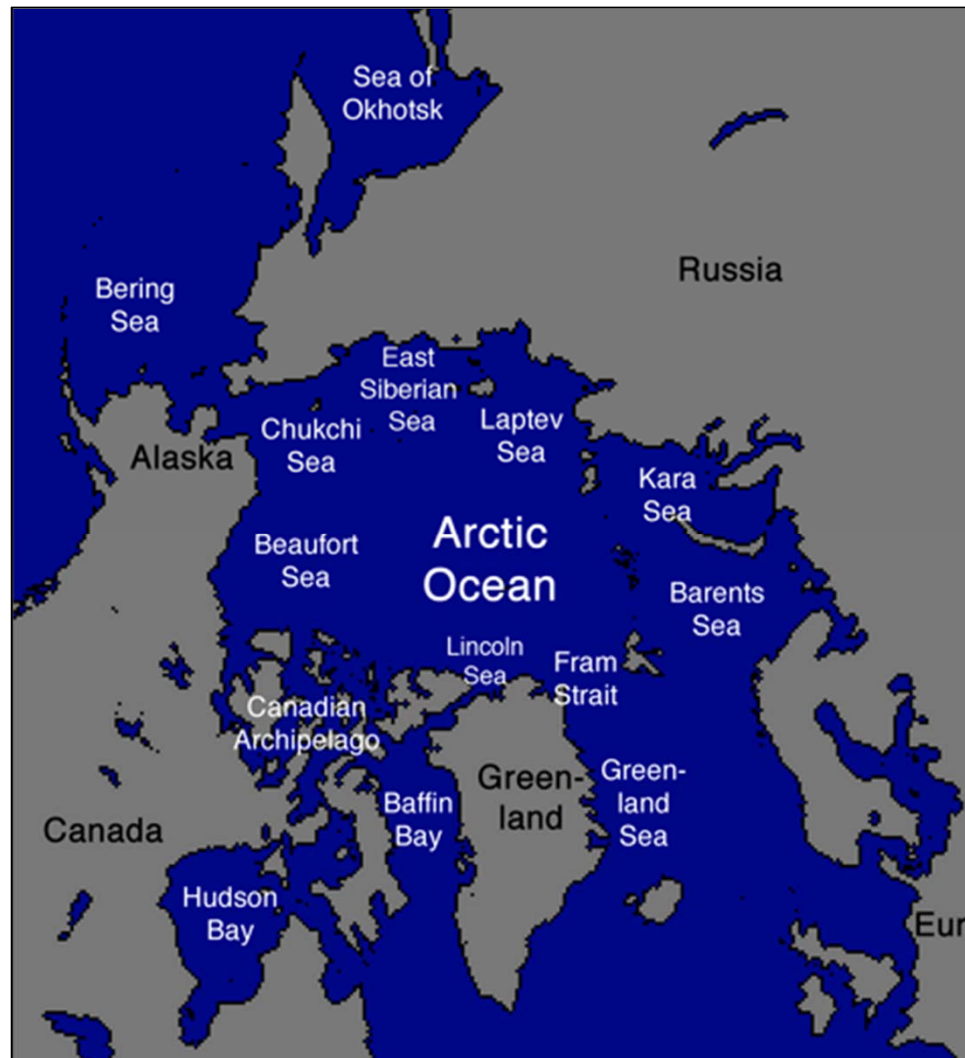 Sea of
Okhotsk
Russia
Bering
Sea
East
Siberian
Sea
Chukchi
Sea
Laptev
Sea
Alaska
Kara
Sea
Arctic
Ocean
Beaufort
Sea
Barents
Sea
Lincoln
Sea
Fram
Strait
Canadian
Archipelago
Green-
land
Green-
land
Sea
Baffin
Bay
Canada
Hudson
Bay
Eur